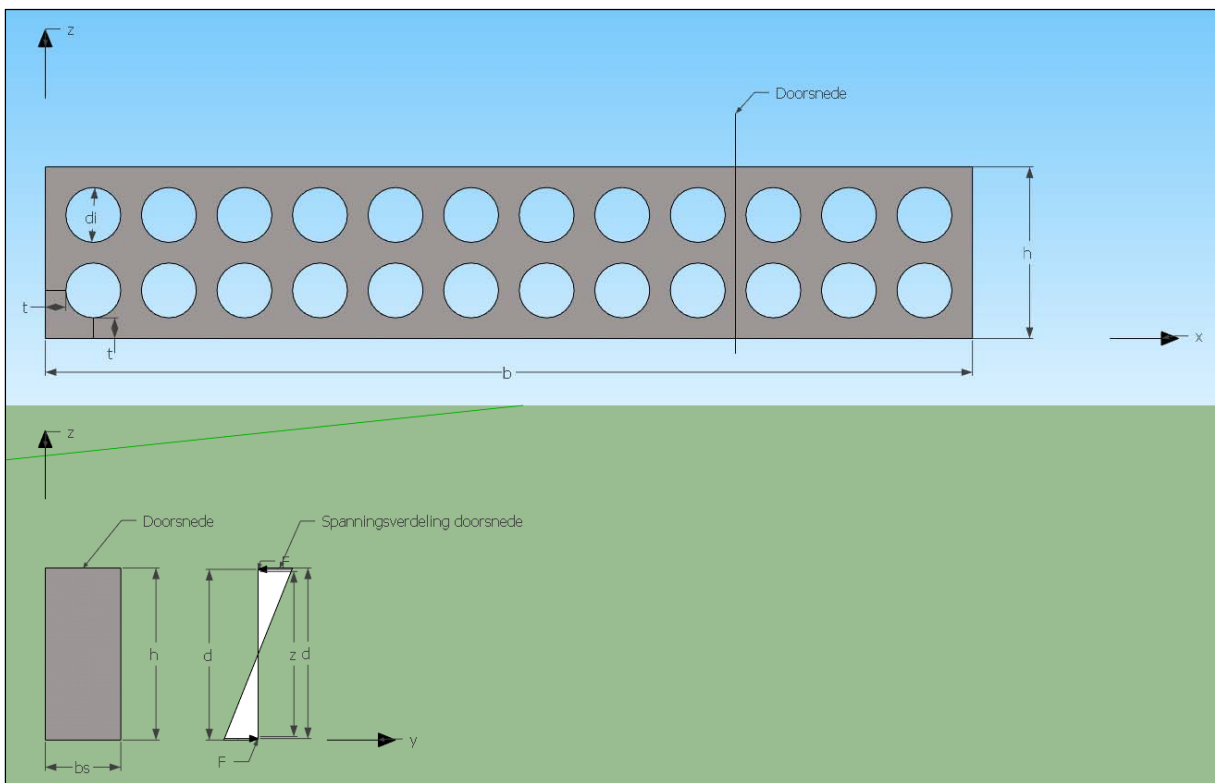 z
Doorsnede
di
h
t
t
x
b
z
Doorsnede
Spanningsverdeling doorsnede
F
h
d
z
d
y
F
bs